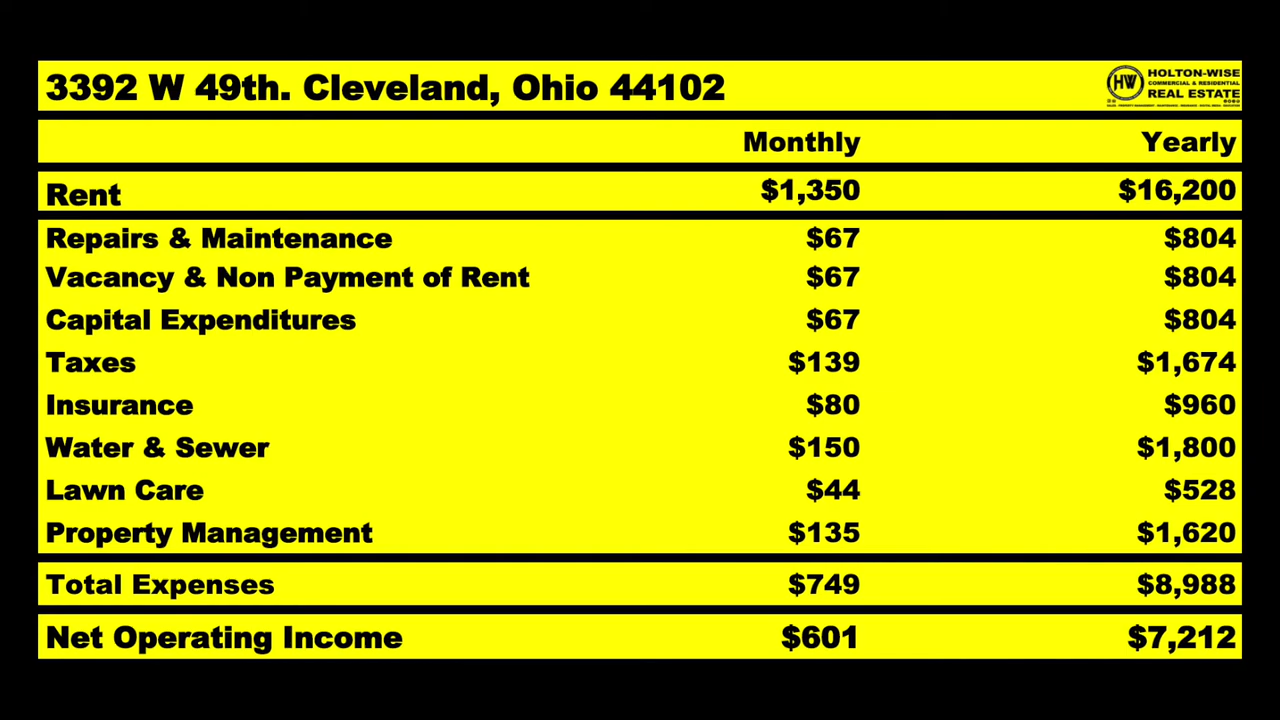 3392 W 49th. Cleveland, Ohio 44102
HW
HOLTON-WISE
COMMERCIAL & RESIDENTIAL
REAL ESTATE
Monthly Yearly
Rent $1,350 $16,200
Repairs & Maintenance $67 $804
Vacancy & Non Payment of Rent $67 $804
Capital Expenditures $67 $804
Taxes $139 $1,674
Insurance $80 $960
Water & Sewer $150 $1,800
Lawn Care $44 $528
Property Management $135 $1,620
Total Expenses $749 $8,988
Net Operating Income $601 $7,212